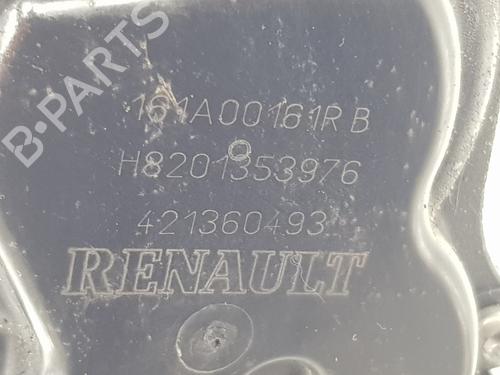 B-PARTS
161A00161R B
H8201353976
421360493
RENAULT